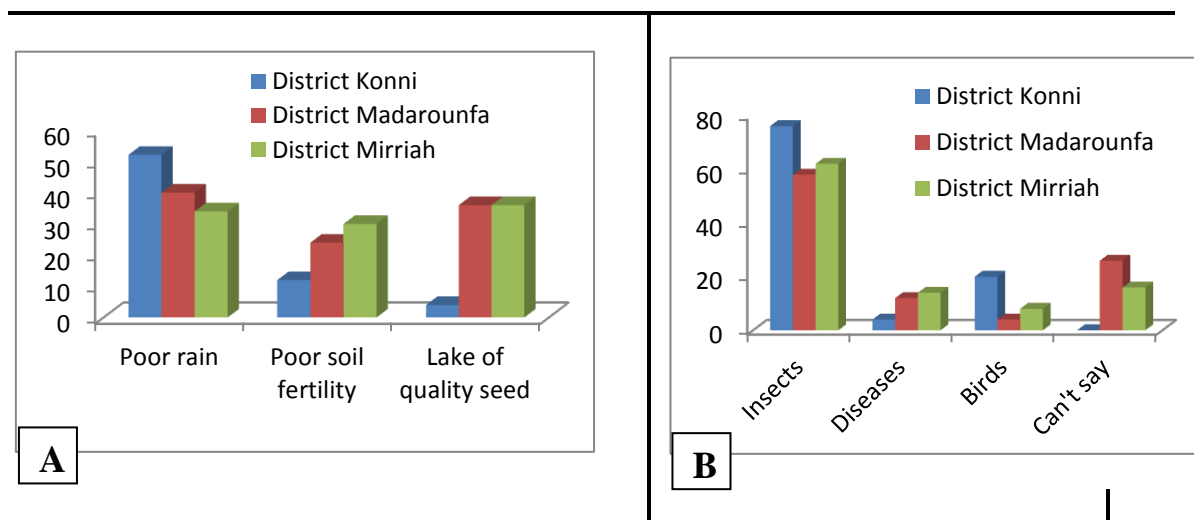 District Konni
District Madarounfa
District Mirriah
60
50
40
30
20
10
0
Poor rain
Poor soil
fertility
Lake of
quality seed
A
District Konni
District Madarounfa
District Mirriah
80
60
40
20
0
Insects
Diseases
Birds
Can't say
B